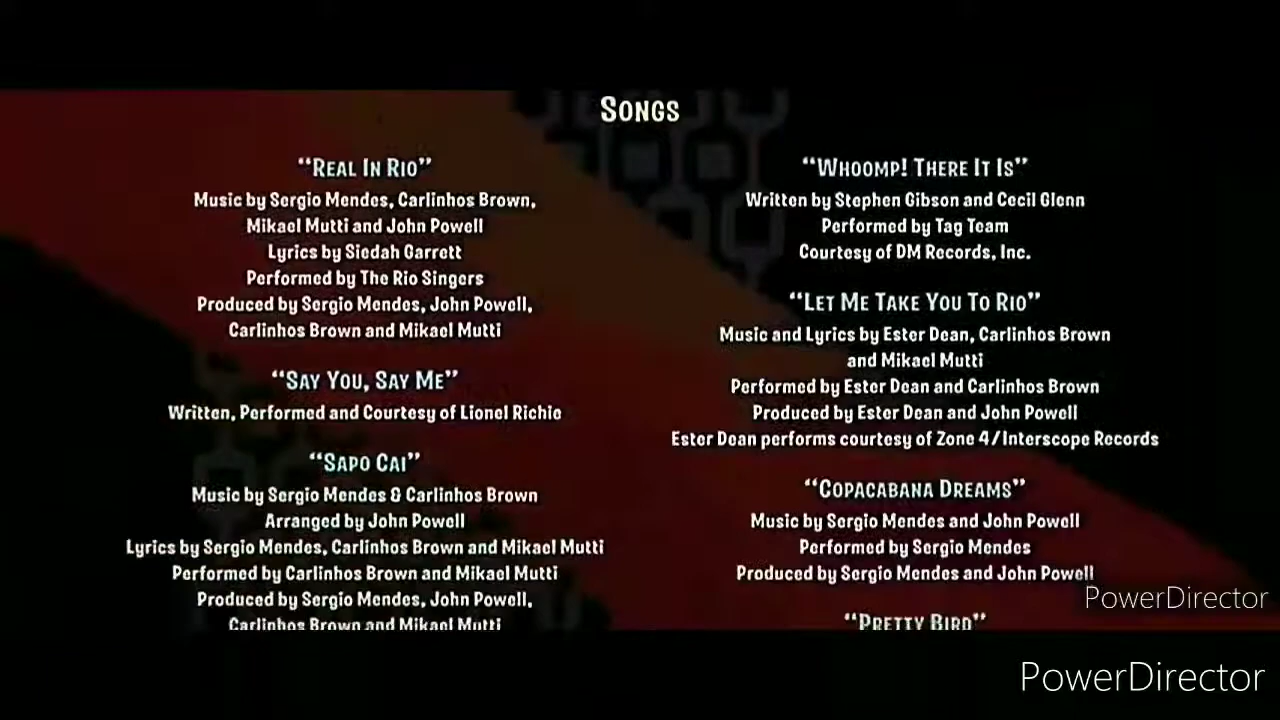 Songs
“Real In Rio”
Music by Sergio Mendes, Carlinhos Brown,
Mikael Mutti and John Powell
Lyrics by Siedah Garrett
Performed by The Rio Singers
Produced by Sergio Mendes, John Powell,
Carlinhos Brown and Mikael Mutti
“Say You, Say Me”
Written, Performed and Courtesy of Lionel Richie
“Sapo Cai”
Music by Sergio Mendes & Carlinhos Brown
Arranged by John Powell
Lyrics by Sergio Mendes, Carlinhos Brown and Mikael Mutti
Performed by Carlinhos Brown and Mikael Mutti
Produced by Sergio Mendes, John Powell,
Carlinhos Brown and Mikael Mutti
“Whoomp! There It Is”
Written by Stephen Gibson and Cecil Glenn
Performed by Tag Team
Courtesy of DM Records, Inc.
“Let Me Take You To Rio”
Music and Lyrics by Ester Dean, Carlinhos Brown
and Mikael Mutti
Performed by Ester Dean and Carlinhos Brown
Produced by Ester Dean and John Powell
Ester Dean performs courtesy of Zone 4/Interscope Records
“Copacabana Dreams”
Music by Sergio Mendes and John Powell
Performed by Sergio Mendes
Produced by Sergio Mendes and John Powell
“Pretty Bird”
PowerDirector
PowerDirector